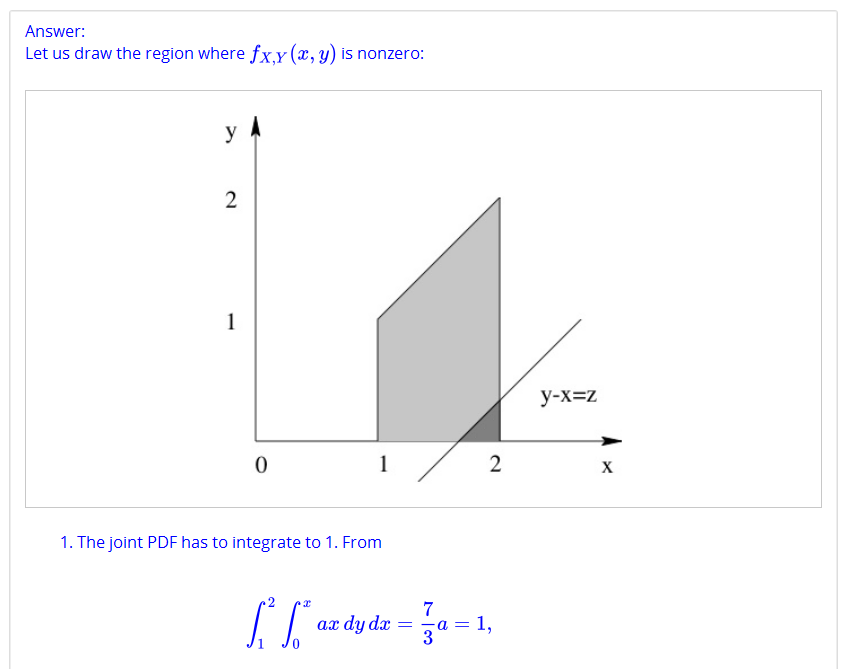 Answer:
Let us draw the region where f_{X,Y}(x, y) is nonzero:
y
2
1
y-x=z
0 1 2 x
1. The joint PDF has to integrate to 1. From
∫_1^2 ∫_0^x ax dy dx = 7/3 a = 1,